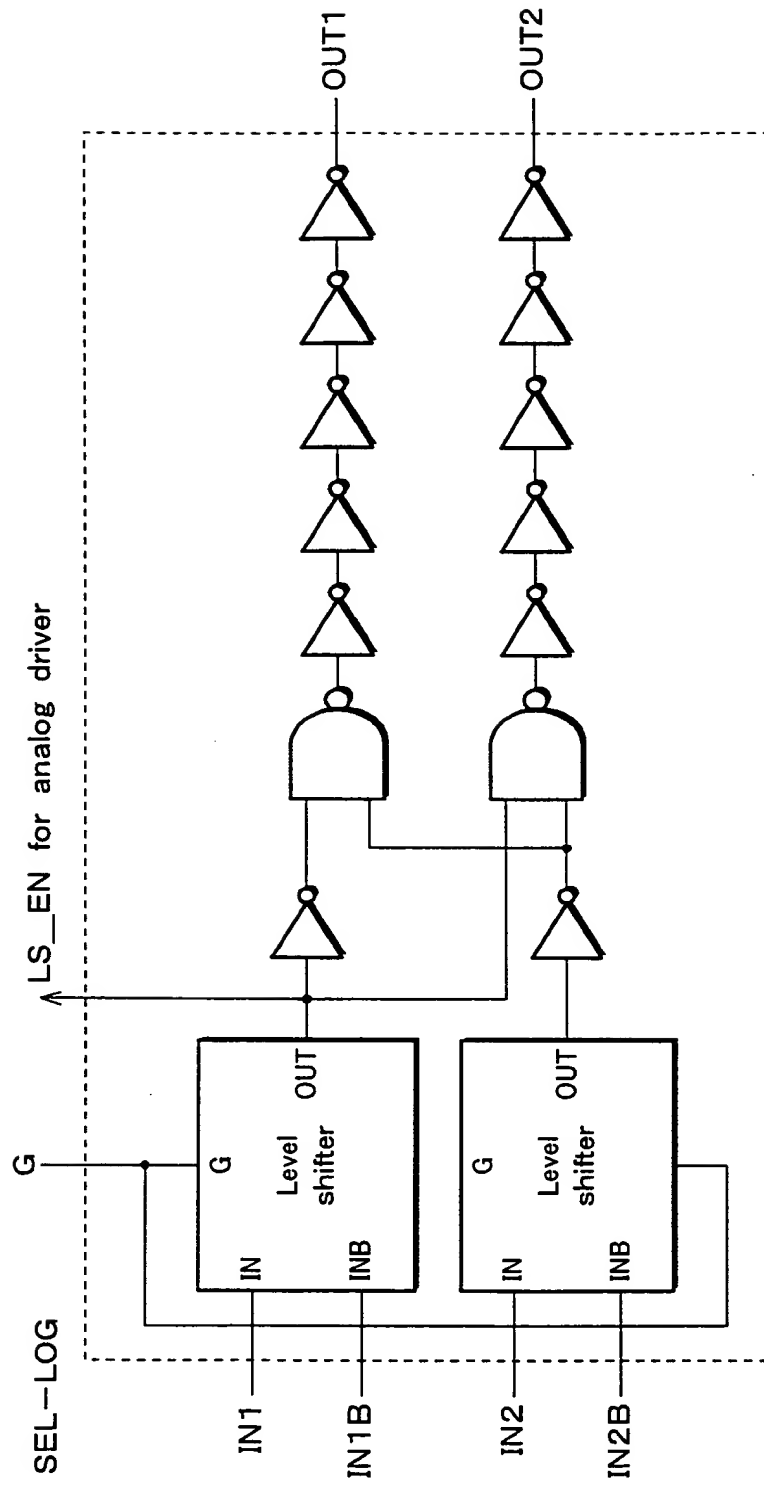 SEL-LOG
G
LS_EN for analog driver
IN1
IN1B
IN
INB
G
Level
shifter
OUT
OUT1
IN2
IN2B
IN
INB
G
Level
shifter
OUT
OUT2